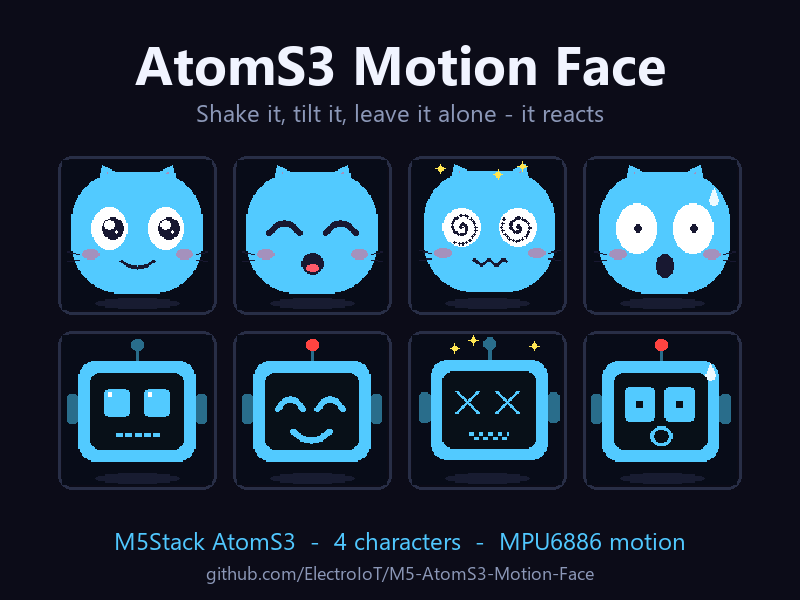 AtomS3 Motion Face
Shake it, tilt it, leave it alone - it reacts
M5Stack AtomS3 - 4 characters - MPU6886 motion
github.com/ElectroIoT/M5-AtomS3-Motion-Face